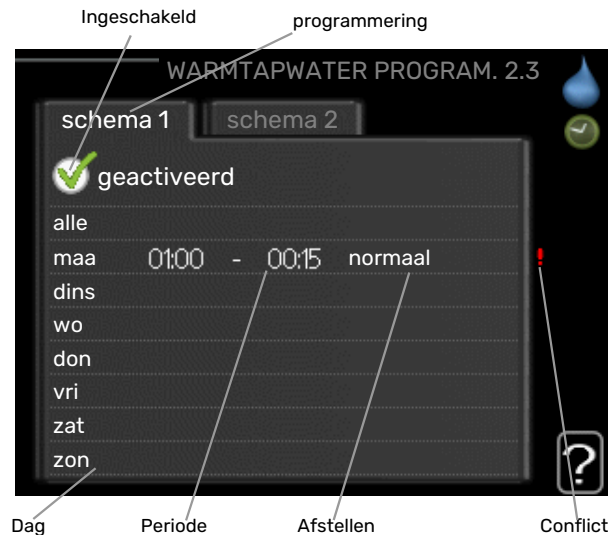 Ingeschakeld
programmering
WARMTAPWATER PROGRAM. 2.3
schema 1 schema 2
geactiveerd
alle
maa 01:00 - 00:15 normaal !
dins
wo
don
vri
zat
zon
?
Dag Periode Afstellen Conflict